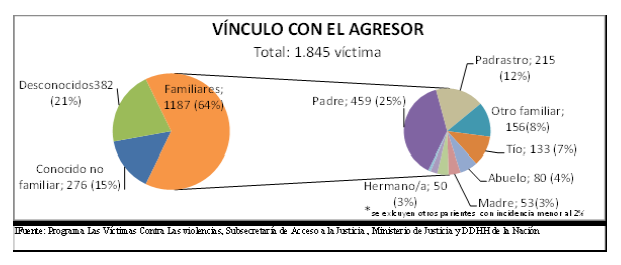 VÍNCULO CON EL AGRESOR
Total: 1.845 víctima
Desconocidos382
(21%)
Familiares;
1187 (64%)
Conocido no
familiar; 276 (15%)
Padre; 459 (25%)
Padrastro; 215
(12%)
Otro familiar;
156(8%)
Tío; 133 (7%)
Abuelo; 80 (4%)
Madre; 53(3%)
Hermano/a; 50
(3%)
* se exlcuyen otros parientes con incidencia menor al 2%
1Fuente: Programa Las Víctimas Contra Las violencias, Subsecretaría de Acceso a la Justicia, Ministerio de Justicia y DDHH de la Nación